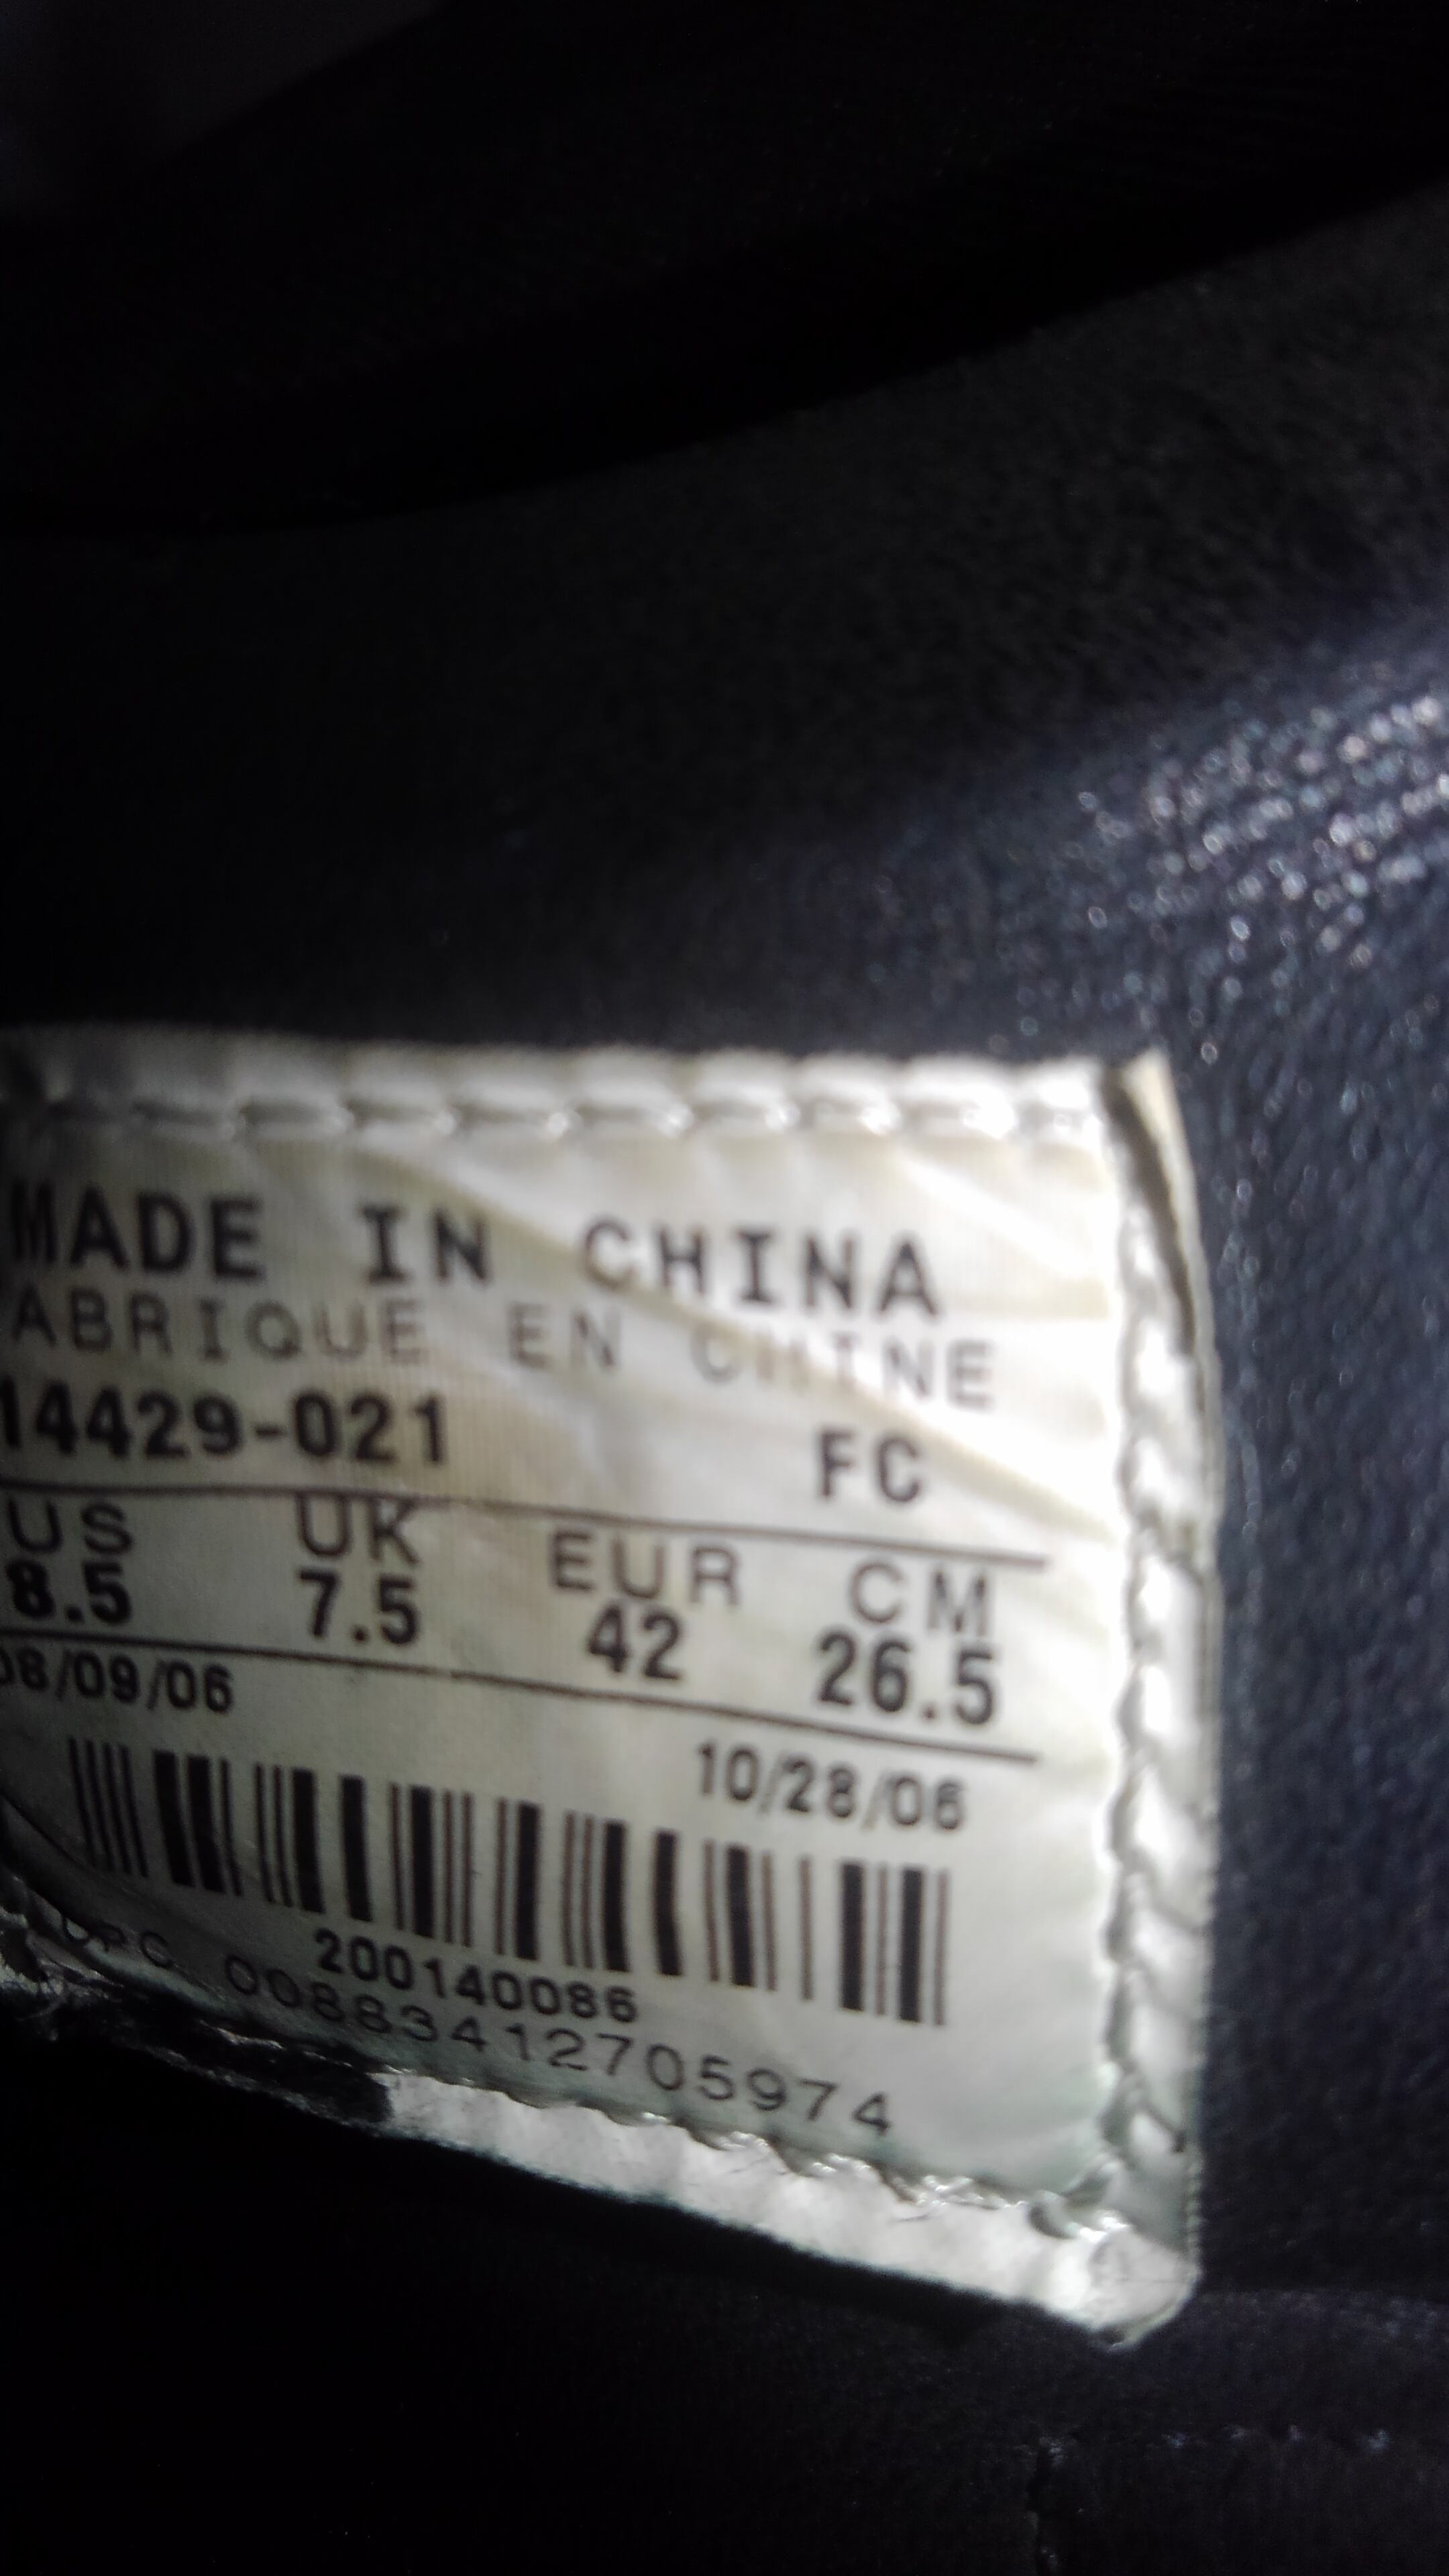 MADE IN CHINA
ABRIQUE EN CHINE
14429-021 FC
US UK EUR CM
8.5 7.5 42 26.5
08/09/06
10/28/06
200140086
UPC 00883412705974